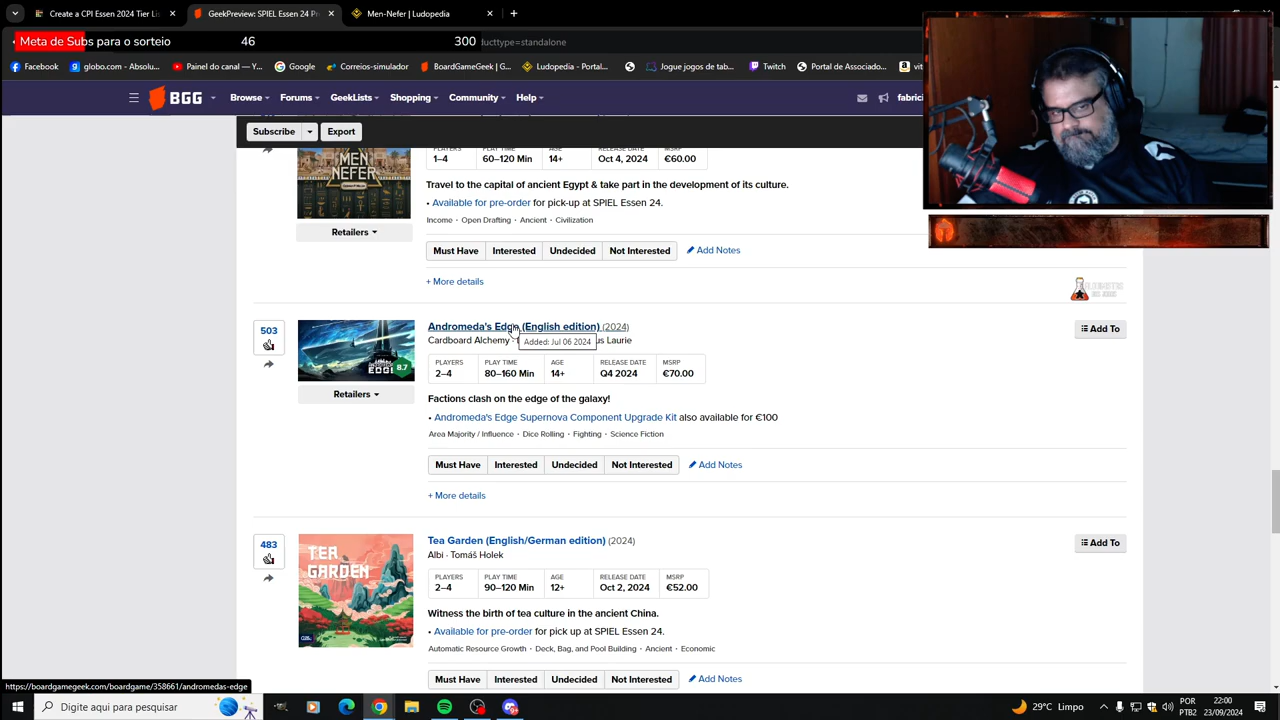 Create a CPI Essen 2024 Tier Lis ×
GeekPreview: SPIEL Essen 24 Pr ×
Men-Nefer | Ludopedia ×
Meta de Subs para o sorteio 46 300
ducttype=standalone
Facebook globo.com - Absolu... Painel do canal — Y... Google Correios-simulador BoardGameGeek | G... Ludopedia - Portal... Jogue jogos de tab... Twitch Portal de Associado...
BGG Browse Forums GeekLists Shopping Community Help fabrici
Subscribe Export
PLAYERS PLAY TIME AGE RELEASE DATE MSRP
1–4 60–120 Min 14+ Oct 4, 2024 €60.00
MEN NEFER
Travel to the capital of ancient Egypt & take part in the development of its culture.
• Available for pre-order for pick-up at SPIEL Essen 24.
Income · Open Drafting · Ancient · Civilization
Retailers
Must Have Interested Undecided Not Interested Add Notes
+ More details
503
Andromeda's Edge (English edition) (2024)
Add To
Cardboard Alchemy · us Laurie
Added: Jul 06 2024
PLAYERS PLAY TIME AGE RELEASE DATE MSRP
2–4 80–160 Min 14+ Q4 2024 €70.00
8.7
Retailers
Factions clash on the edge of the galaxy!
• Andromeda's Edge Supernova Component Upgrade Kit also available for €100
Area Majority / Influence · Dice Rolling · Fighting · Science Fiction
Must Have Interested Undecided Not Interested Add Notes
+ More details
483
TEA GARDEN
Tea Garden (English/German edition) (2024)
Add To
Albi · Tomáš Holek
PLAYERS PLAY TIME AGE RELEASE DATE MSRP
2–4 90–120 Min 12+ Oct 2, 2024 €52.00
Witness the birth of tea culture in the ancient China.
• Available for pre-order for pick up at SPIEL Essen 24.
Automatic Resource Growth · Deck, Bag, and Pool Building · Ancient · Economic
Must Have Interested Undecided Not Interested Add Notes
https://boardgamegeek.com/boardgame/358661/andromedas-edge
Digite aqui para pesquisar
29°C Limpo
POR
PTB2
22:00
23/09/2024